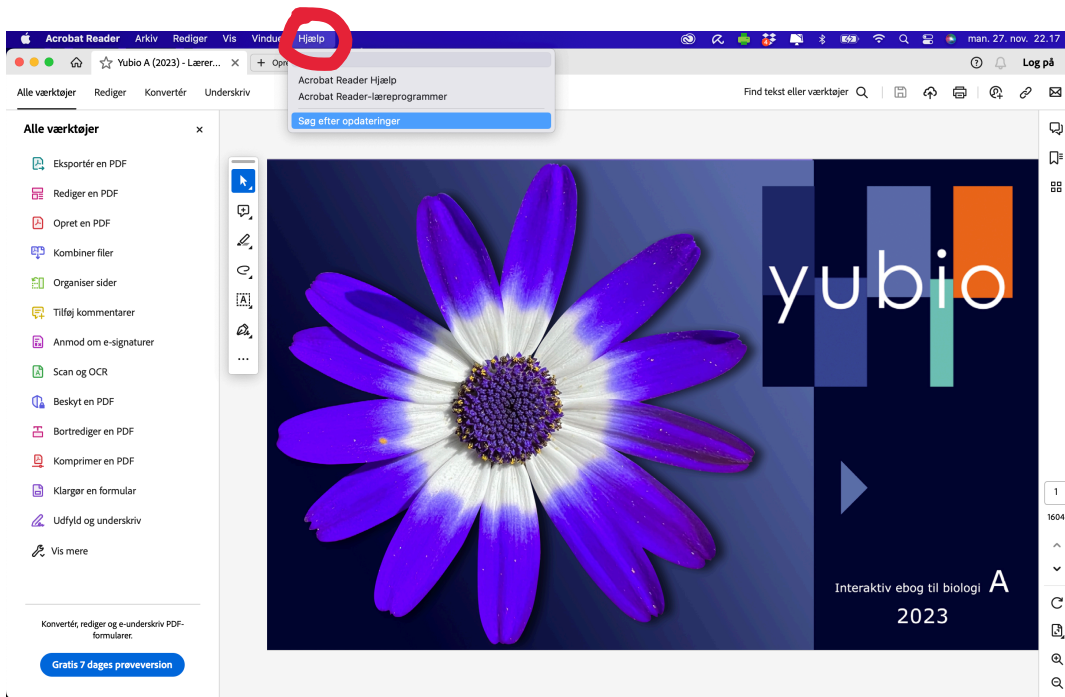 Acrobat Reader Arkiv Rediger Vis Vindue Hjælp man. 27. nov. 22.17
Yubio A (2023) - Lærer... × + Opre Log på
Alle værktøjer Rediger Konvertér Underskriv Find tekst eller værktøjer
Acrobat Reader Hjælp
Acrobat Reader-læreprogrammer
Søg efter opdateringer
Alle værktøjer ×
Eksportér en PDF
Rediger en PDF
Opret en PDF
Kombiner filer
Organiser sider
Tilføj kommentarer
Anmod om e-signaturer
Scan og OCR
Beskyt en PDF
Bortrediger en PDF
Komprimer en PDF
Klargør en formular
Udfyld og underskriv
Vis mere
Konvertér, rediger og e-underskriv PDF-
formularer.
Gratis 7 dages prøveversion
yubio
Interaktiv ebog til biologi A
2023
1
1604